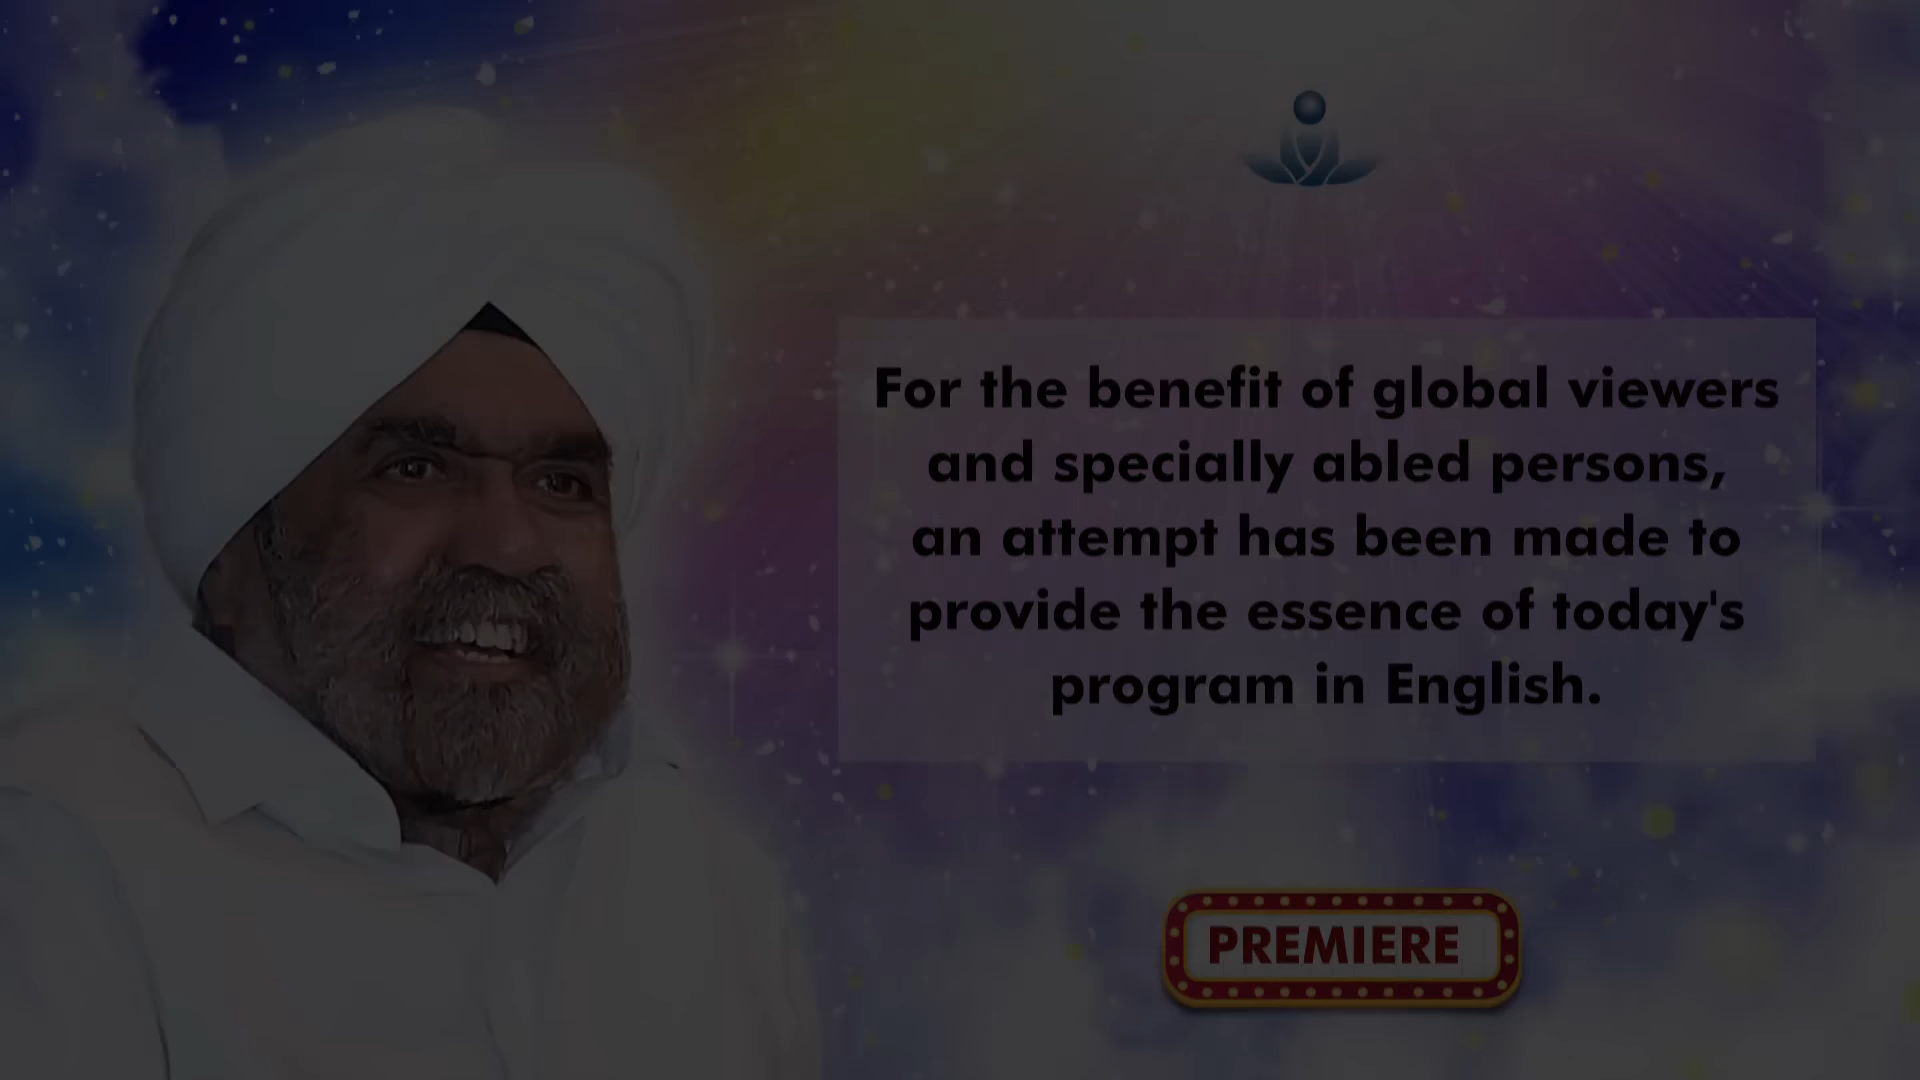 For the benefit of global viewers
and specially abled persons,
an attempt has been made to
provide the essence of today's
program in English.
PREMIERE